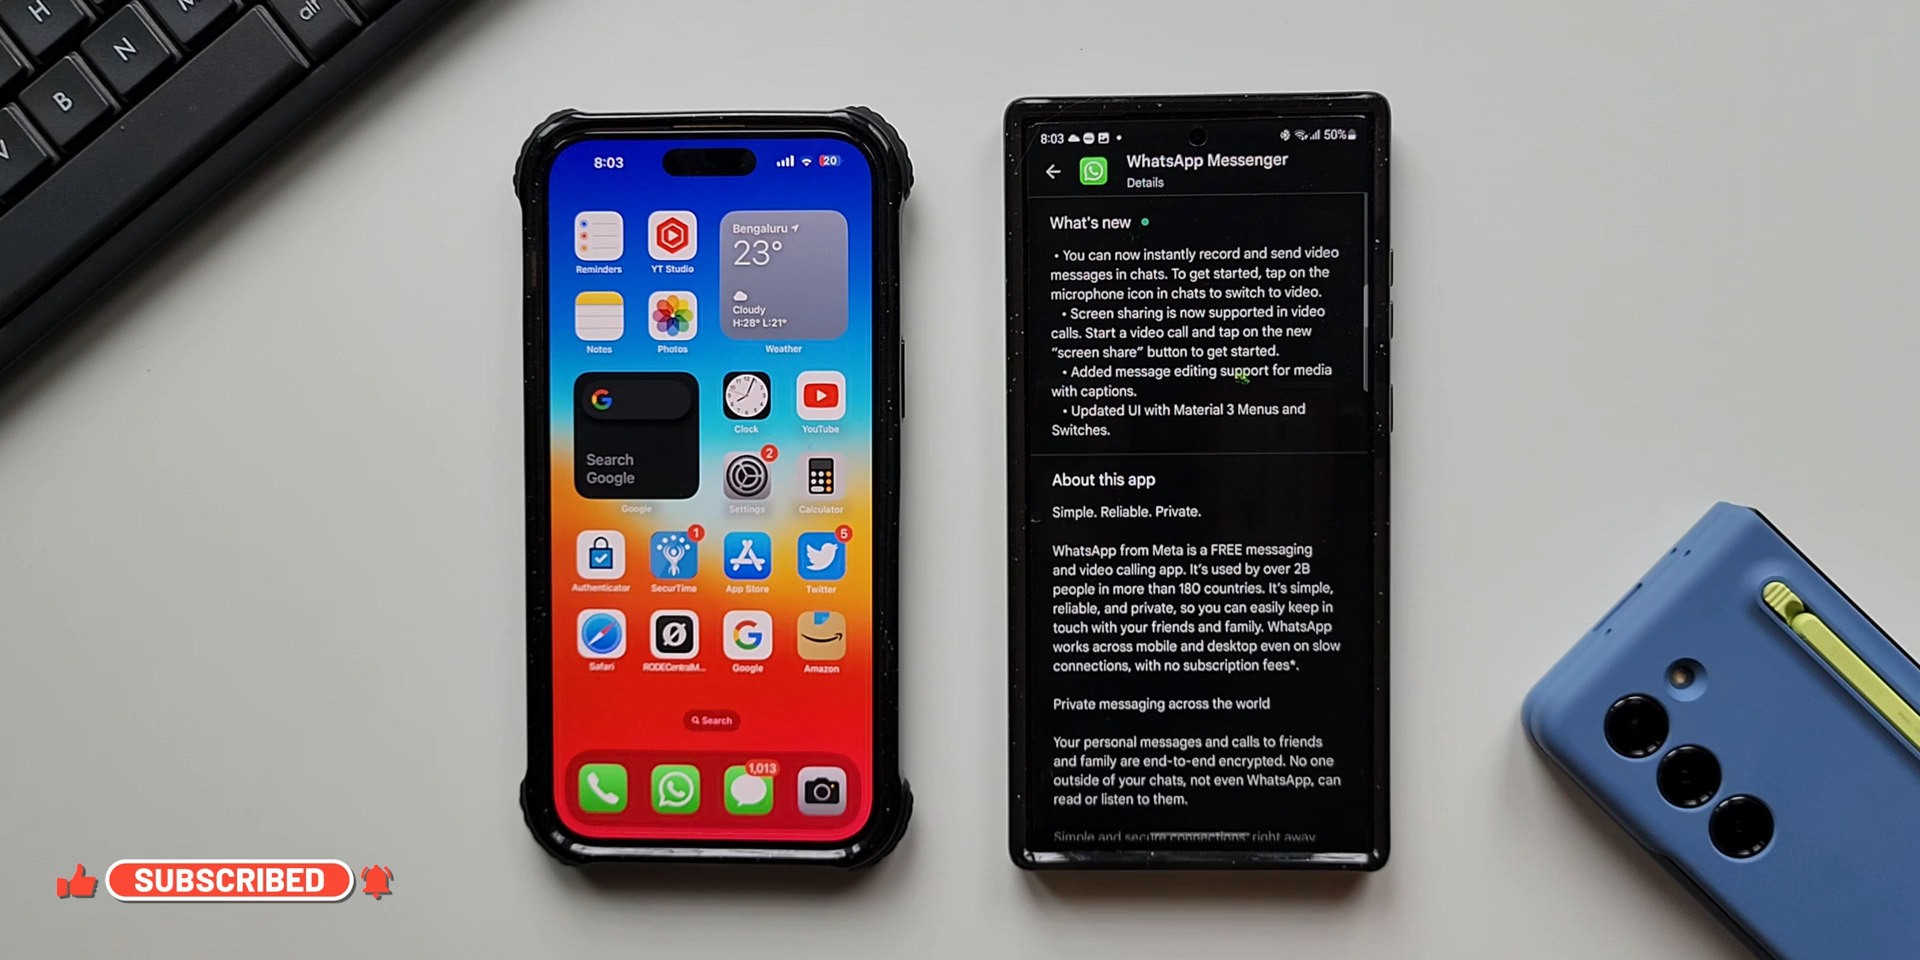 H
N
B
V
M
alt
8:03
20
Reminders
YT Studio
Bengaluru
23°
Cloudy
H:28° L:21°
Notes
Photos
Weather
G
Search
Google
Google
Clock
YouTube
2
Settings
Calculator
1
5
Authenticator
SecurTime
App Store
Twitter
Safari
RODECentralM...
Google
Amazon
Search
1,013
8:03
50%
WhatsApp Messenger
Details
What's new
• You can now instantly record and send video
messages in chats. To get started, tap on the
microphone icon in chats to switch to video.
• Screen sharing is now supported in video
calls. Start a video call and tap on the new
“screen share” button to get started.
• Added message editing support for media
with captions.
• Updated UI with Material 3 Menus and
Switches.
About this app
Simple. Reliable. Private.
WhatsApp from Meta is a FREE messaging
and video calling app. It’s used by over 2B
people in more than 180 countries. It’s simple,
reliable, and private, so you can easily keep in
touch with your friends and family. WhatsApp
works across mobile and desktop even on slow
connections, with no subscription fees*.
Private messaging across the world
Your personal messages and calls to friends
and family are end-to-end encrypted. No one
outside of your chats, not even WhatsApp, can
read or listen to them.
Simple and secure connections, right away
SUBSCRIBED